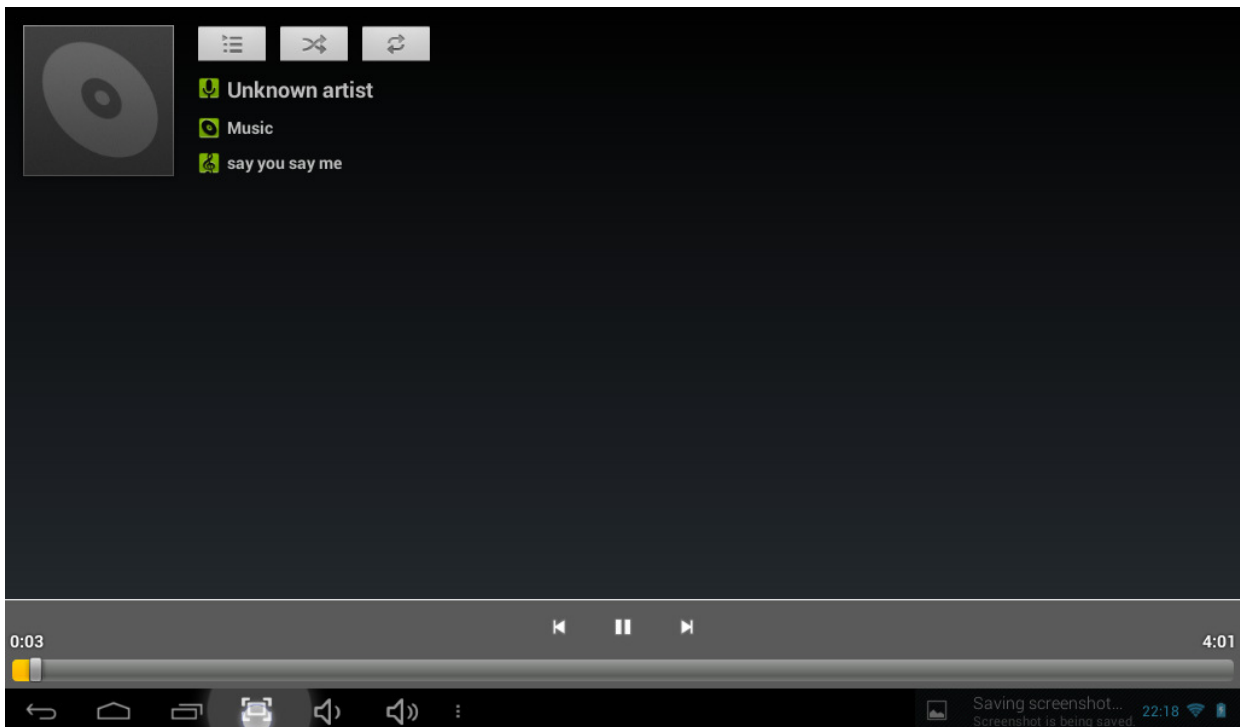 Unknown artist
Music
say you say me
0:03
4:01
Saving screenshot...
22:18
Screenshot is being saved.